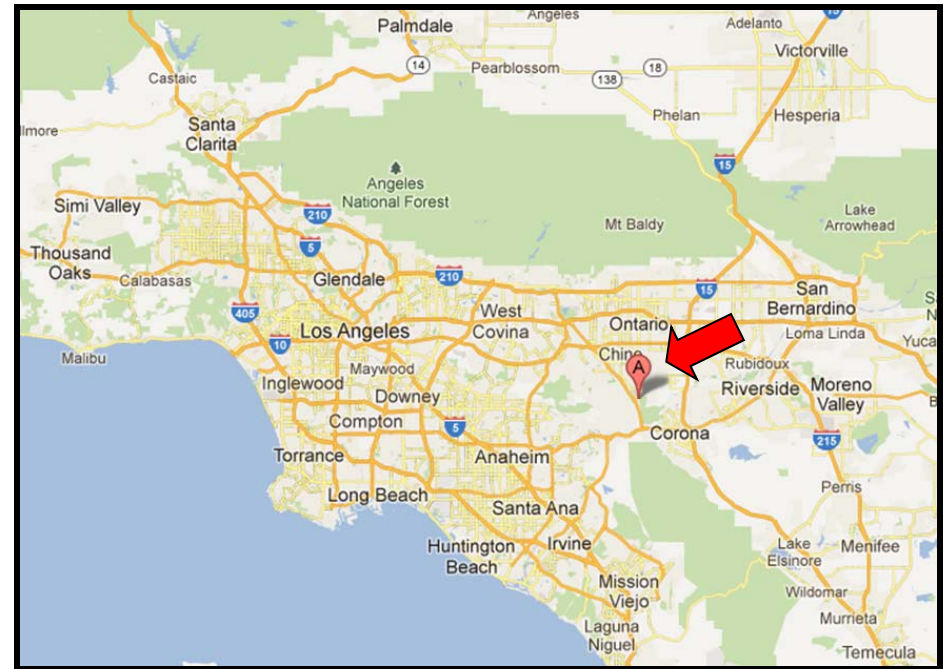 Angeles
Palmdale
Adelanto
15
Victorville
14
Pearblossom
18
138
Castaic
lmore
Santa
Clarita
Phelan
Hesperia
15
Angeles
National Forest
Simi Valley
210
Mt Baldy
Lake
Arrowhead
Thousand
Oaks
5
Calabasas
Glendale
210
15
San
Bernardino
405
West
Covina
Ontario
Los Angeles
Loma Linda
Yuca
10
Malibu
Maywood
Chino
A
Rubidoux
Inglewood
Downey
Riverside
Moreno
Valley
Compton
5
Corona
215
Torrance
Anaheim
Long Beach
Santa Ana
Perris
Huntington
Beach
Irvine
Lake
Elsinore
Menifee
Mission
Viejo
Wildomar
Laguna
Niguel
Murrieta
Temecula